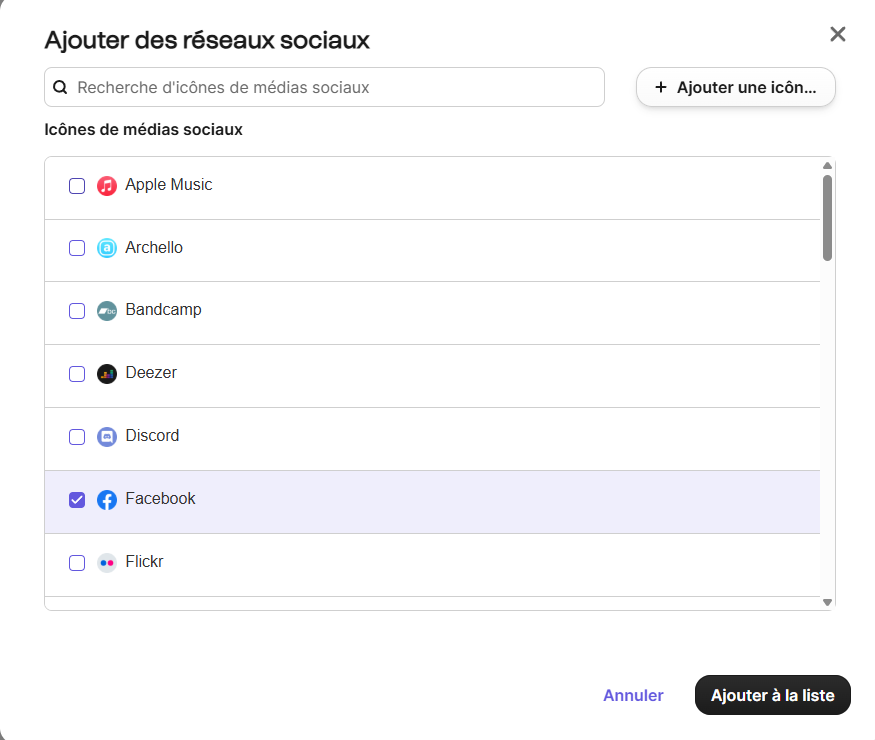 Ajouter des réseaux sociaux
Recherche d'icônes de médias sociaux
+ Ajouter une icôn...
Icônes de médias sociaux
Apple Music
Archello
Bandcamp
Deezer
Discord
Facebook
Flickr
Annuler
Ajouter à la liste